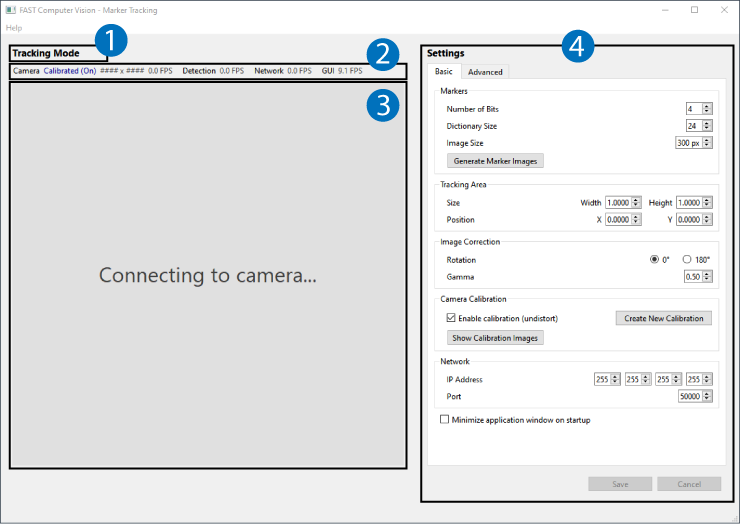 FAST Computer Vision - Marker Tracking
Help
1
Tracking Mode
2
Camera Calibrated (On) #### x #### 0.0 FPS Detection 0.0 FPS Network 0.0 FPS GUI 9.1 FPS
3
Connecting to camera...
4
Settings
Basic Advanced
Markers
Number of Bits 4
Dictionary Size 24
Image Size 300 px
Generate Marker Images
Tracking Area
Size Width 1.0000 Height 1.0000
Position X 0.0000 Y 0.0000
Image Correction
Rotation 0° 180°
Gamma 0.50
Camera Calibration
Enable calibration (undistort) Create New Calibration
Show Calibration Images
Network
IP Address 255 255 255 255
Port 50000
Minimize application window on startup
Save Cancel